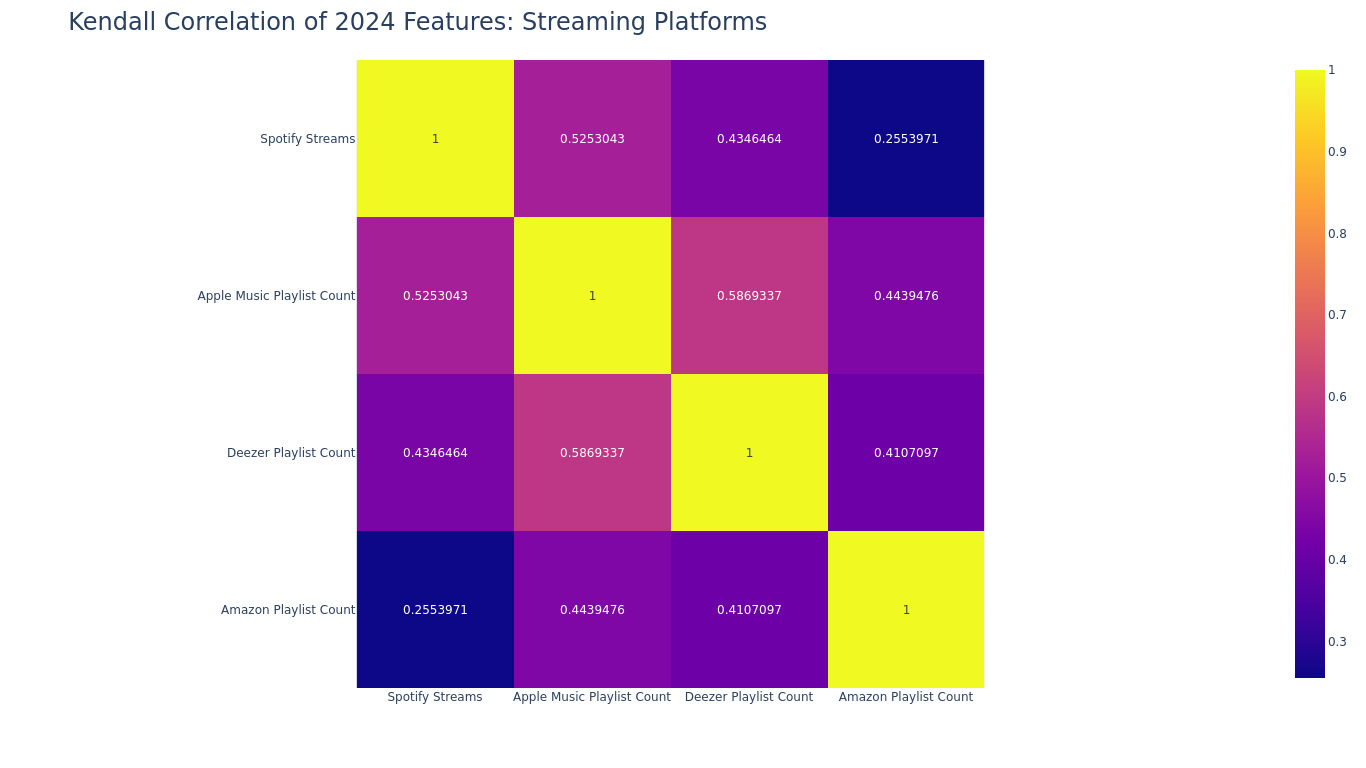 Kendall Correlation of 2024 Features: Streaming Platforms
Spotify Streams 1 0.5253043 0.4346464 0.2553971
Apple Music Playlist Count 0.5253043 1 0.5869337 0.4439476
Deezer Playlist Count 0.4346464 0.5869337 1 0.4107097
Amazon Playlist Count 0.2553971 0.4439476 0.4107097 1
Spotify Streams Apple Music Playlist Count Deezer Playlist Count Amazon Playlist Count
1
0.9
0.8
0.7
0.6
0.5
0.4
0.3